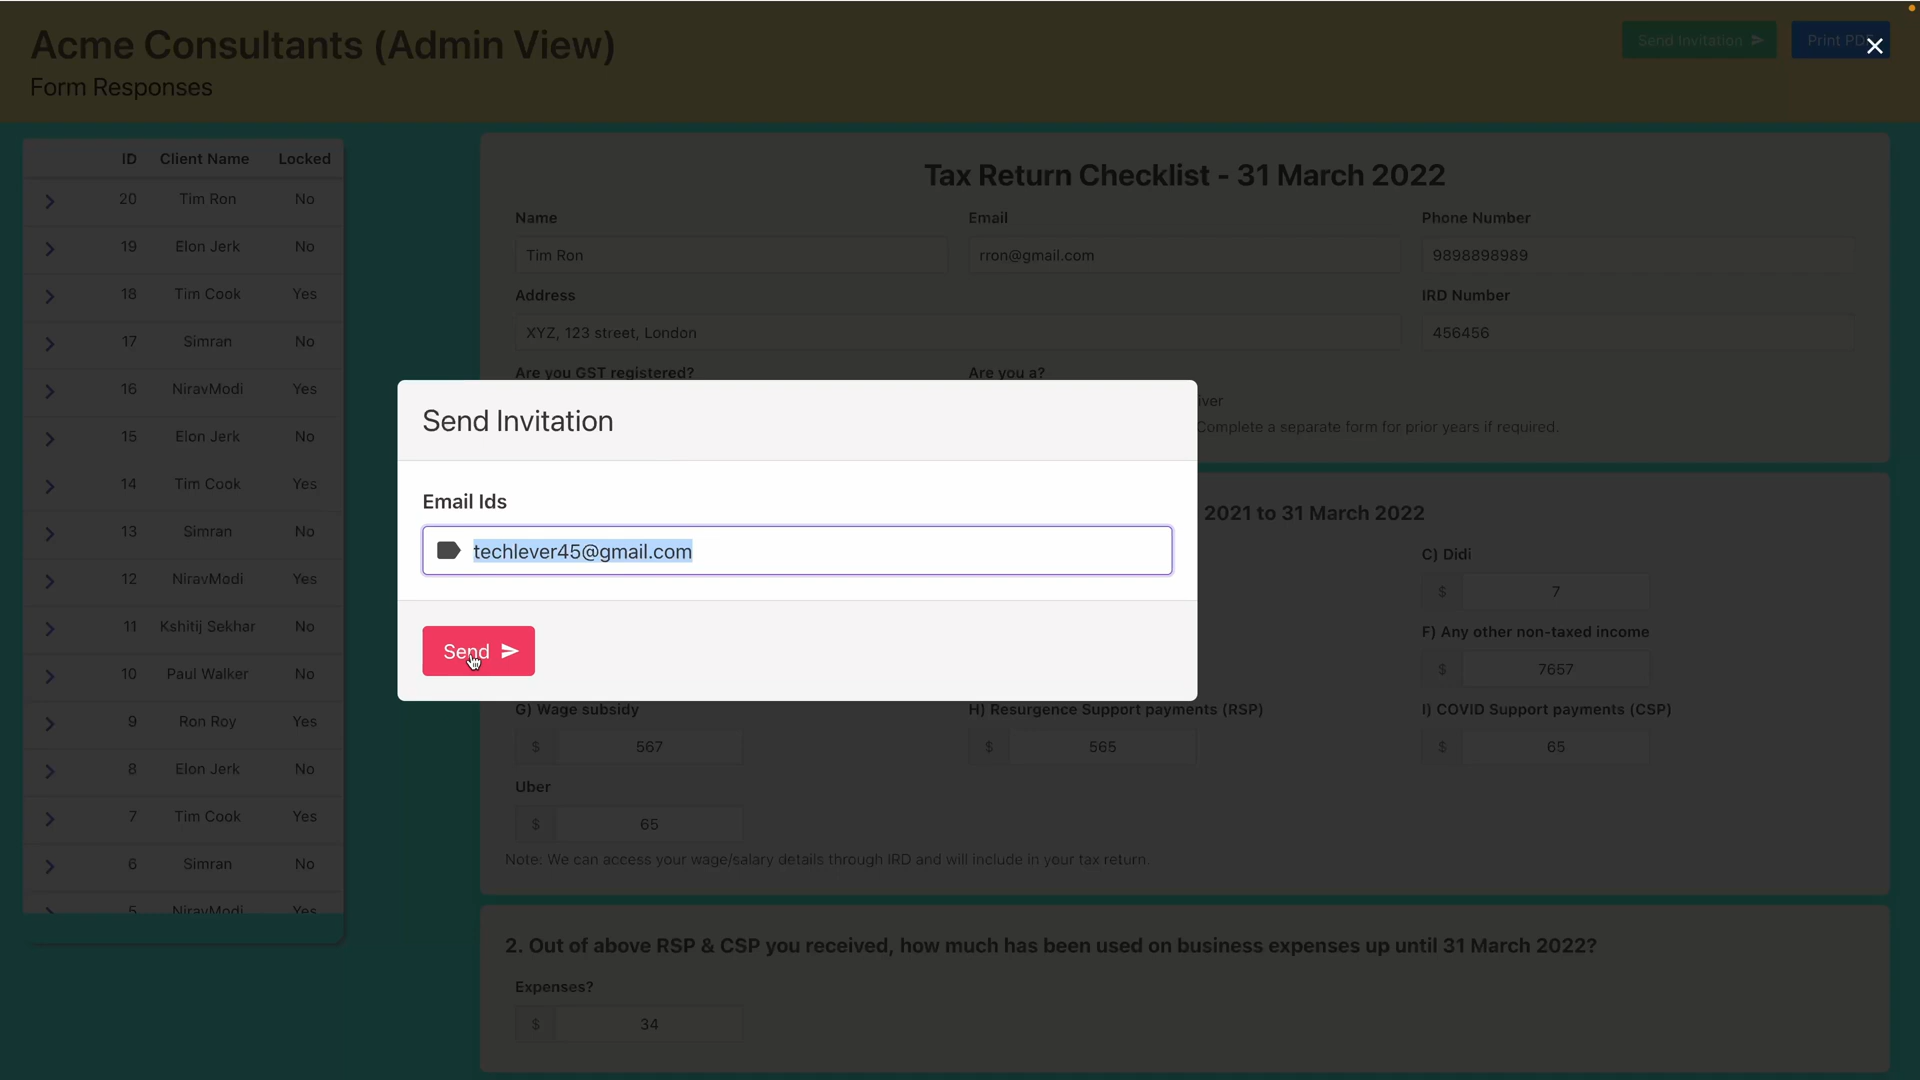 Acme Consultants (Admin View)
Form Responses
Send Invitation
Print PDF
ID Client Name Locked
20 Tim Ron No
19 Elon Jerk No
18 Tim Cook Yes
17 Simran No
16 NiravModi Yes
15 Elon Jerk No
14 Tim Cook Yes
13 Simran No
12 NiravModi Yes
11 Kshitij Sekhar No
10 Paul Walker No
9 Ron Roy Yes
8 Elon Jerk No
7 Tim Cook Yes
6 Simran No
5 NiravModi Yes
Tax Return Checklist - 31 March 2022
Name Email Phone Number
Tim Ron rron@gmail.com 9898898989
Address IRD Number
XYZ, 123 street, London 456456
Are you GST registered? Are you a?
iver
Complete a separate form for prior years if required.
Send Invitation
Email Ids
techlever45@gmail.com
Send
2021 to 31 March 2022
C) Didi
$ 7
F) Any other non-taxed income
$ 7657
G) Wage subsidy H) Resurgence Support payments (RSP) I) COVID Support payments (CSP)
$ 567 $ 565 $ 65
Uber
$ 65
Note: We can access your wage/salary details through IRD and will include in your tax return.
2. Out of above RSP & CSP you received, how much has been used on business expenses up until 31 March 2022?
Expenses?
$ 34